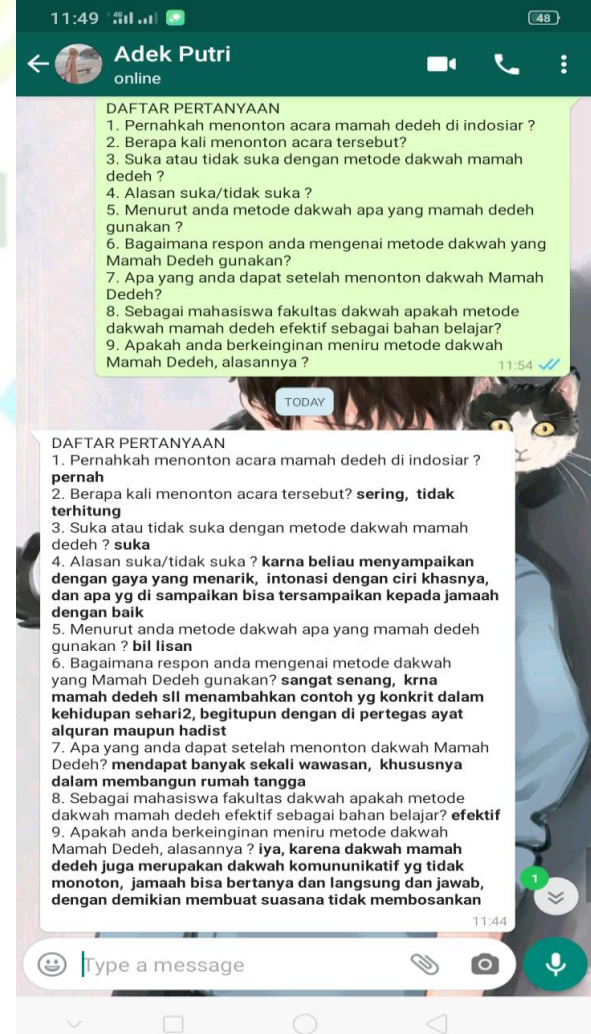 11:49
48
Adek Putri
online
DAFTAR PERTANYAAN
1. Pernahkah menonton acara mamah dedeh di indosiar ?
2. Berapa kali menonton acara tersebut?
3. Suka atau tidak suka dengan metode dakwah mamah
dedeh ?
4. Alasan suka/tidak suka ?
5. Menurut anda metode dakwah apa yang mamah dedeh
gunakan ?
6. Bagaimana respon anda mengenai metode dakwah yang
Mamah Dedeh gunakan?
7. Apa yang anda dapat setelah menonton dakwah Mamah
Dedeh?
8. Sebagai mahasiswa fakultas dakwah apakah metode
dakwah mamah dedeh efektif sebagai bahan belajar?
9. Apakah anda berkeinginan meniru metode dakwah
Mamah Dedeh, alasannya ?
11:54
TODAY
DAFTAR PERTANYAAN
1. Pernahkah menonton acara mamah dedeh di indosiar ?
pernah
2. Berapa kali menonton acara tersebut? sering, tidak
terhitung
3. Suka atau tidak suka dengan metode dakwah mamah
dedeh ? suka
4. Alasan suka/tidak suka ? karna beliau menyampaikan
dengan gaya yang menarik, intonasi dengan ciri khasnya,
dan apa yg di sampaikan bisa tersampaikan kepada jamaah
dengan baik
5. Menurut anda metode dakwah apa yang mamah dedeh
gunakan ? bil lisan
6. Bagaimana respon anda mengenai metode dakwah
yang Mamah Dedeh gunakan? sangat senang, krna
mamah dedeh sll menambahkan contoh yg konkrit dalam
kehidupan sehari2, begitupun dengan di pertegas ayat
alquran maupun hadist
7. Apa yang anda dapat setelah menonton dakwah Mamah
Dedeh? mendapat banyak sekali wawasan, khususnya
dalam membangun rumah tangga
8. Sebagai mahasiswa fakultas dakwah apakah metode
dakwah mamah dedeh efektif sebagai bahan belajar? efektif
9. Apakah anda berkeinginan meniru metode dakwah
Mamah Dedeh, alasannya ? iya, karena dakwah mamah
dedeh juga merupakan dakwah komununikatif yg tidak
monoton, jamaah bisa bertanya dan langsung dan jawab,
dengan demikian membuat suasana tidak membosankan
11:44
1
Type a message